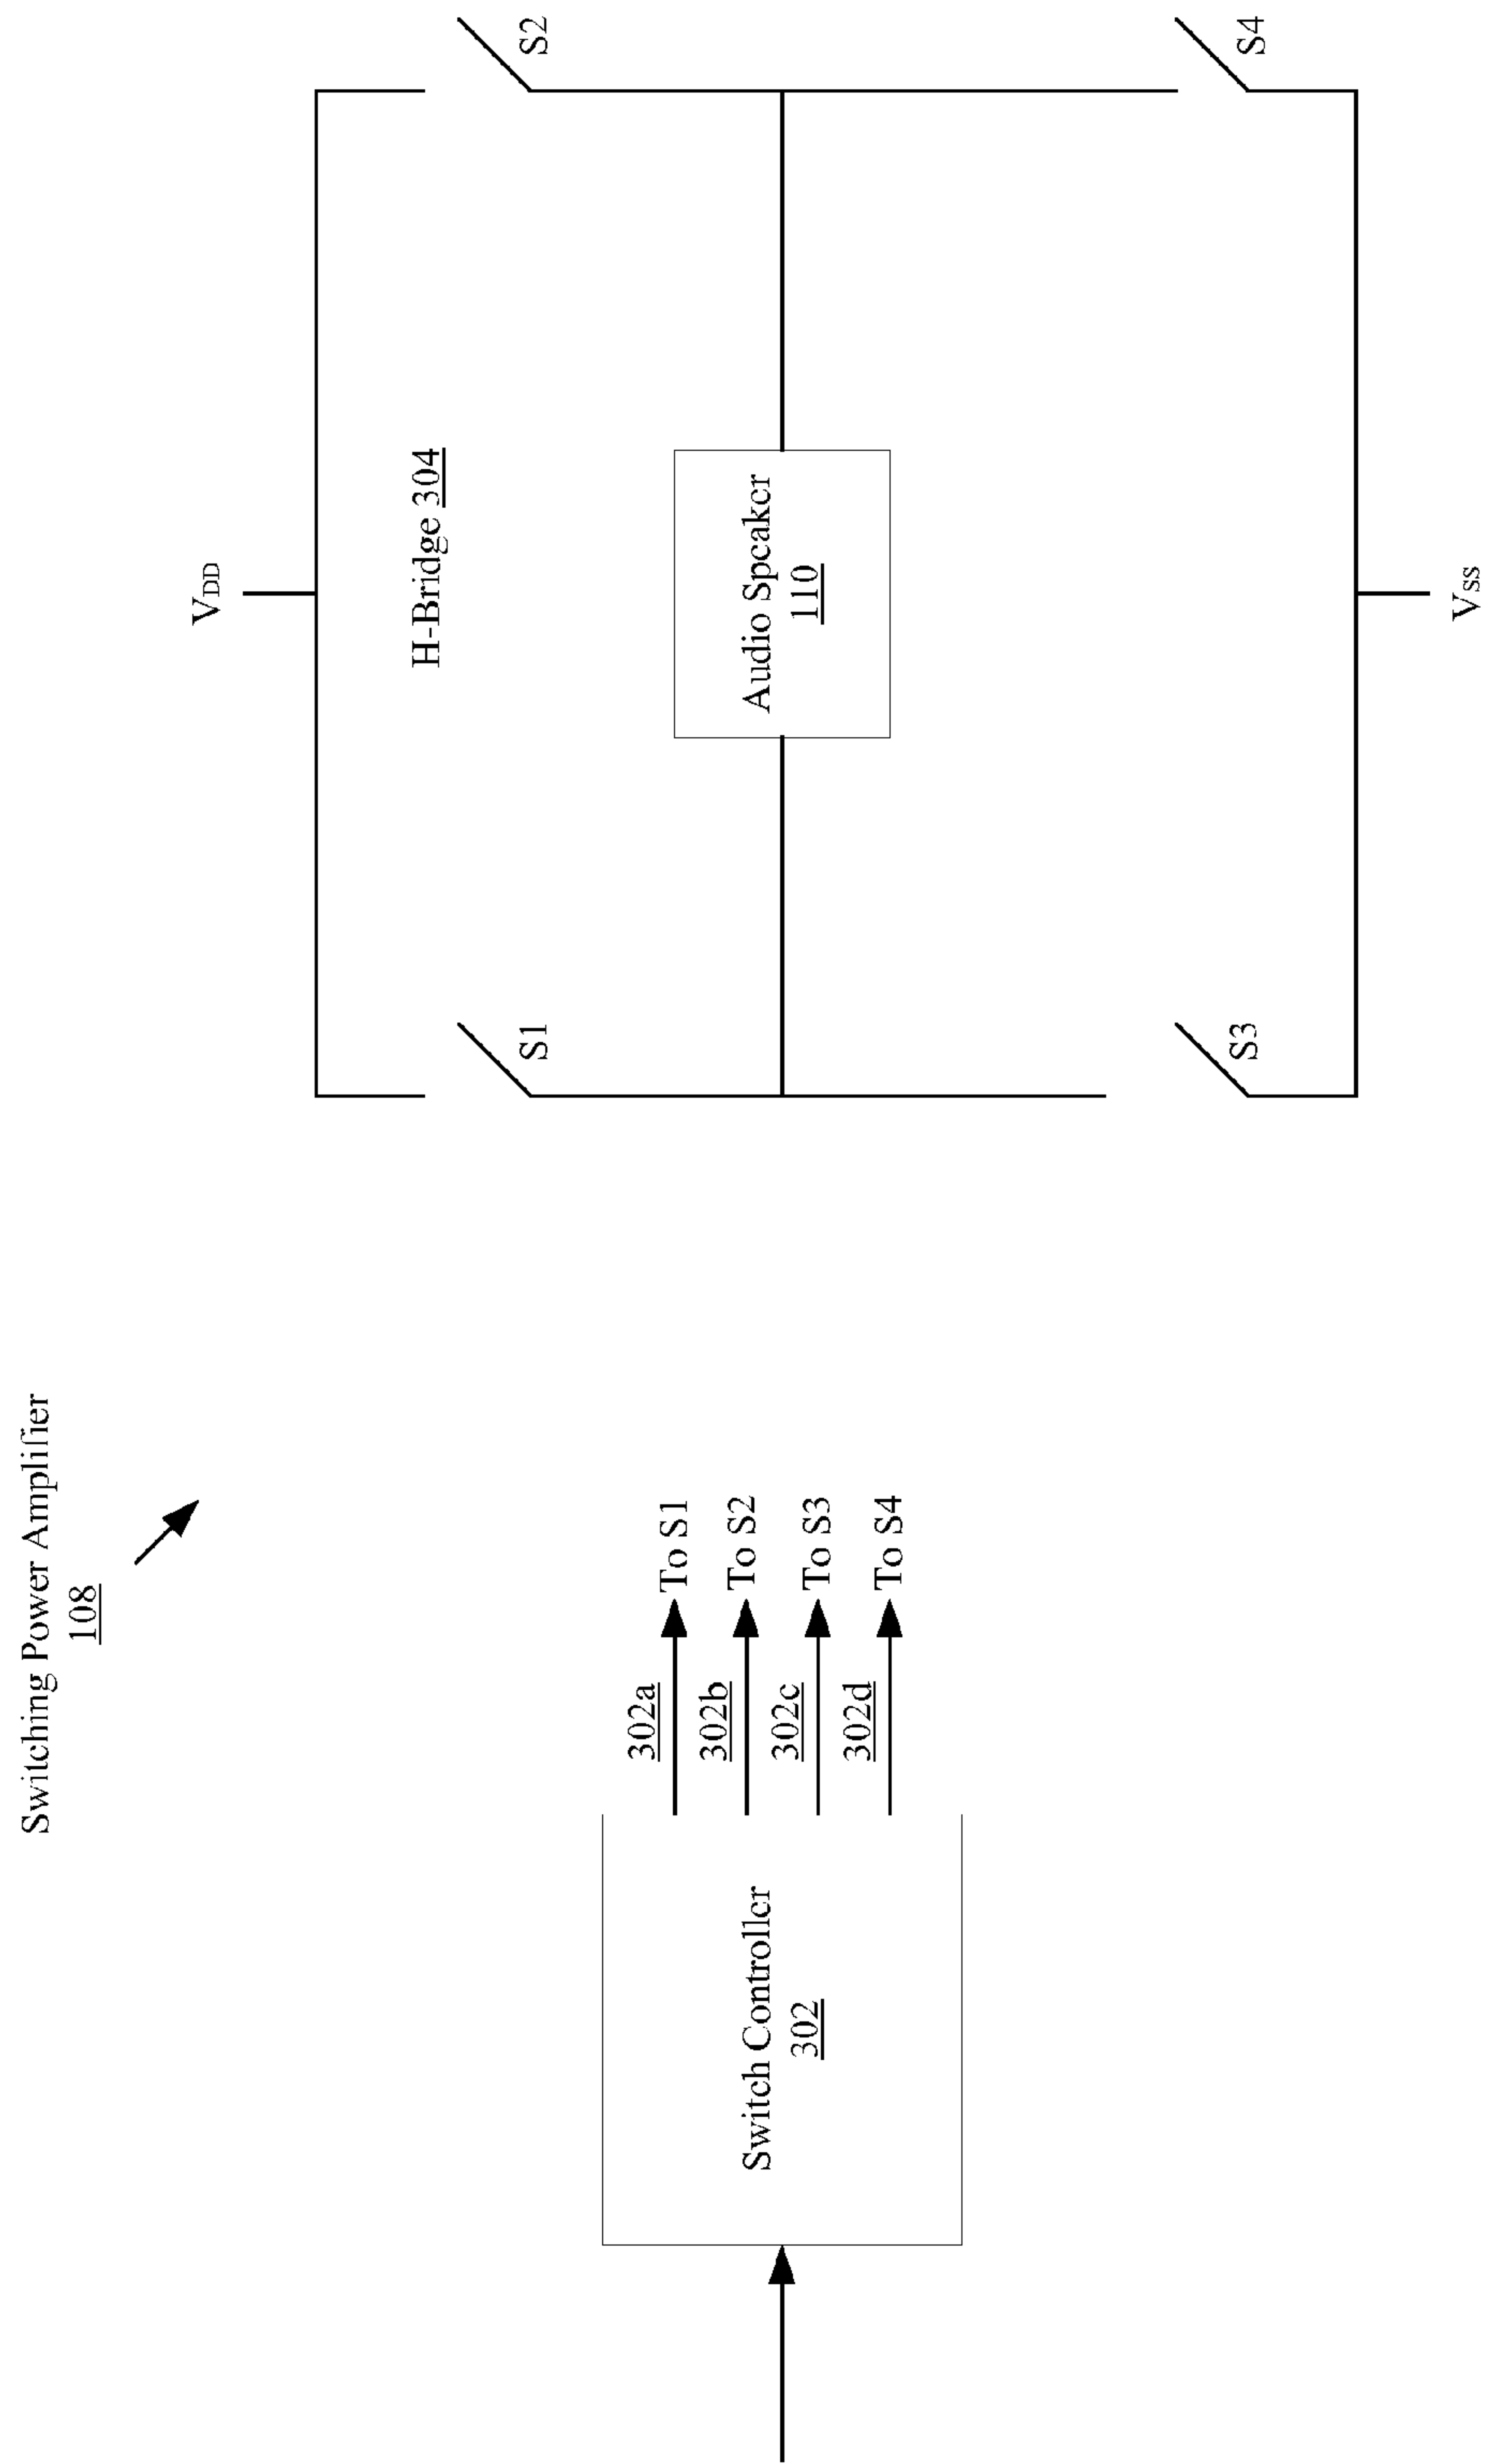 Switching Power Amplifier
108
Switch Controller
302
302a
To S1
302b
To S2
302c
To S3
302d
To S4
VDD
H-Bridge 304
S1
S2
Audio Speaker
110
S3
S4
Vss